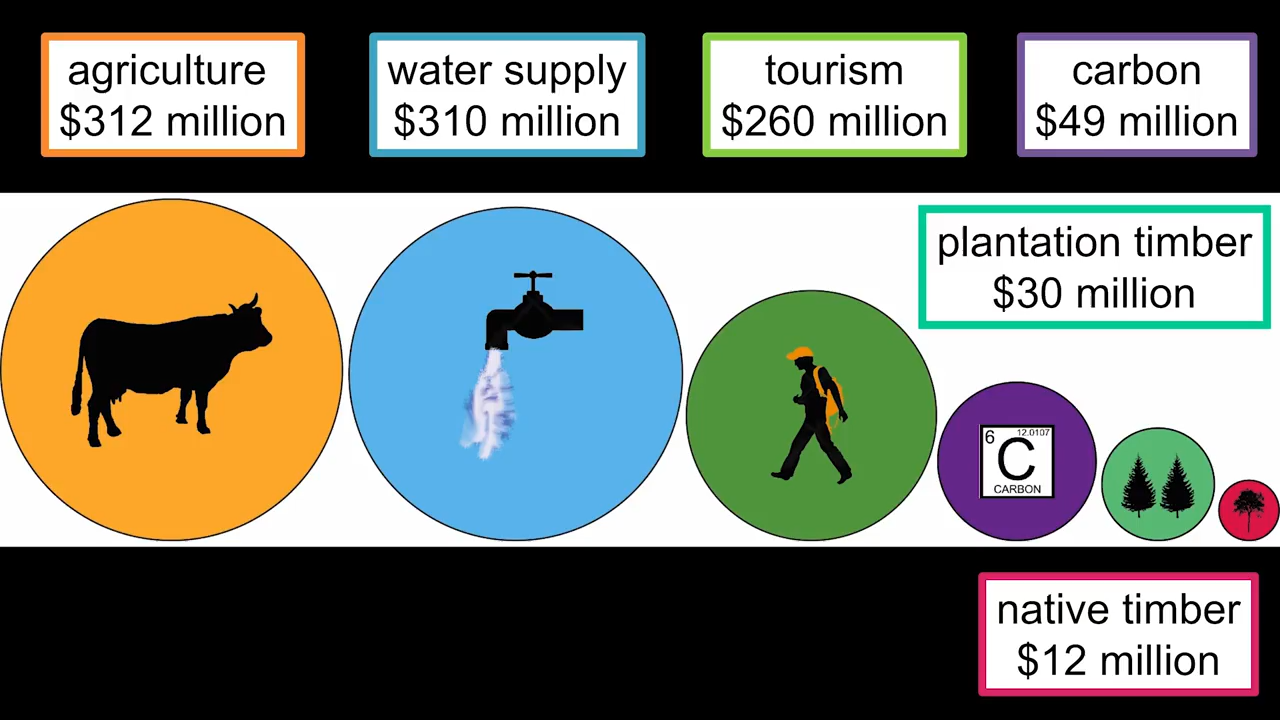 agriculture
$312 million
water supply
$310 million
tourism
$260 million
carbon
$49 million
plantation timber
$30 million
6
12.0107
C
CARBON
native timber
$12 million